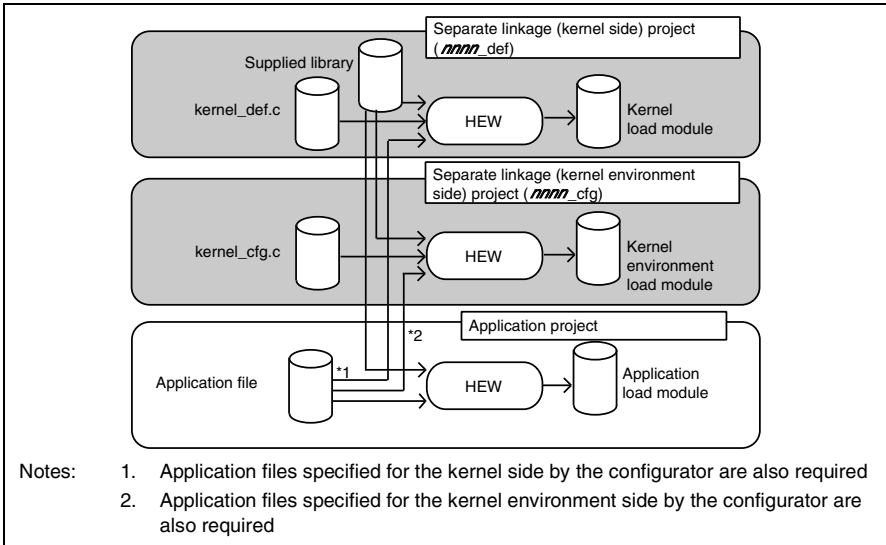 Separate linkage (kernel side) project
(nnnn_def)
Supplied library
kernel_def.c
HEW
Kernel
load module
Separate linkage (kernel environment
side) project (nnnn_cfg)
kernel_cfg.c
HEW
Kernel
environment
load module
Application project
*2
*1
Application file
HEW
Application
load module
Notes: 1. Application files specified for the kernel side by the configurator are also required
2. Application files specified for the kernel environment side by the configurator are
also required